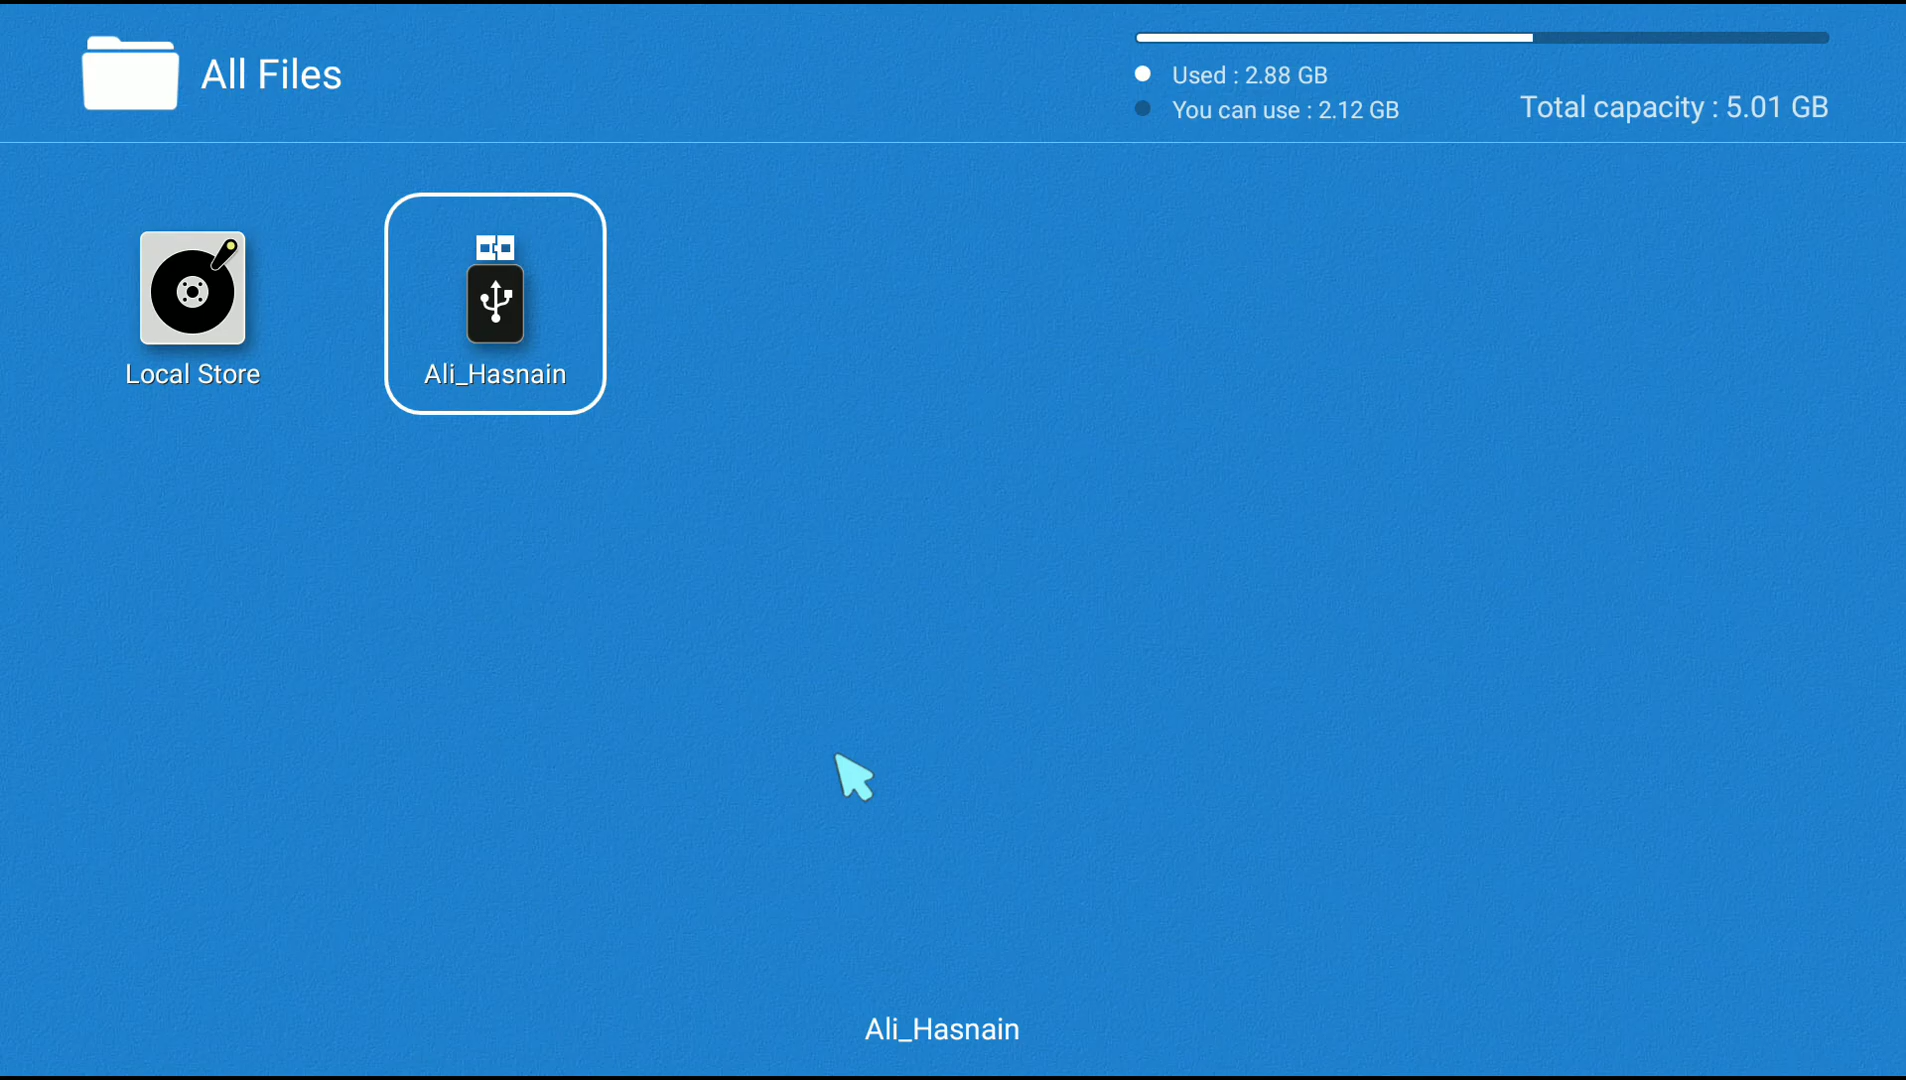 All Files
Used : 2.88 GB
You can use : 2.12 GB
Total capacity : 5.01 GB
Local Store
Ali_Hasnain
Ali_Hasnain